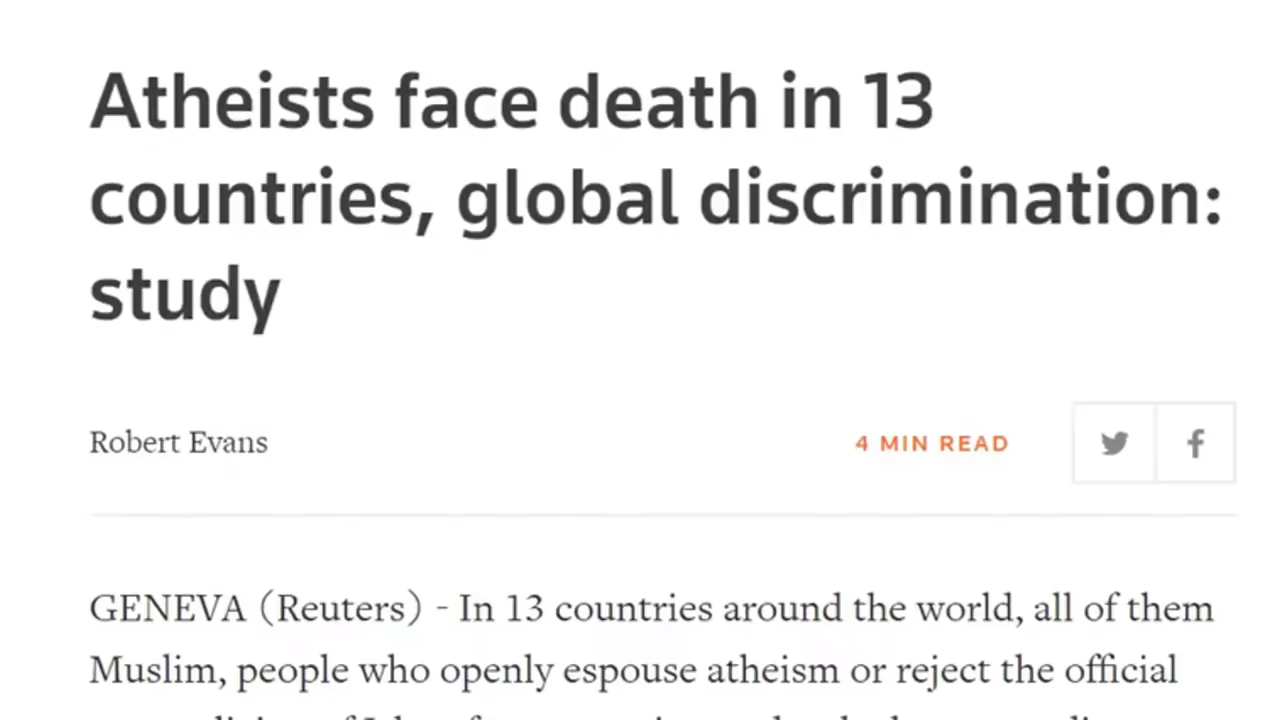 Atheists face death in 13
countries, global discrimination:
study
Robert Evans
4 MIN READ
GENEVA (Reuters) - In 13 countries around the world, all of them
Muslim, people who openly espouse atheism or reject the official